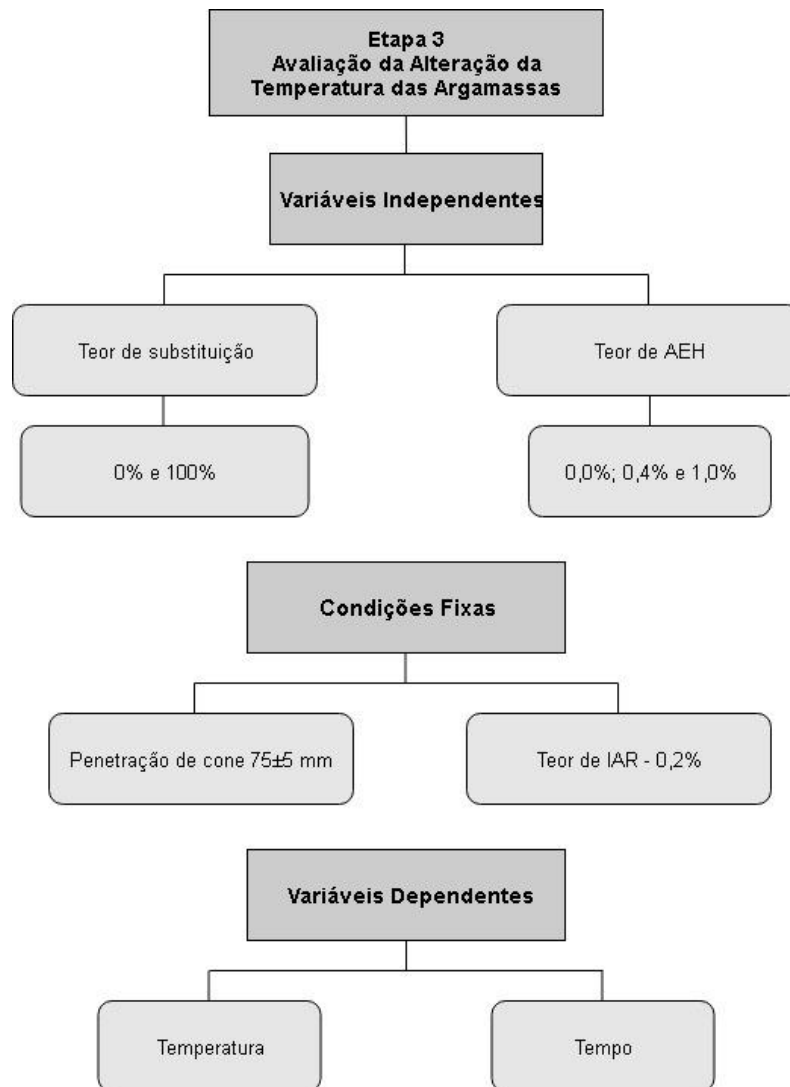 Etapa 3
Avaliação da Alteração da
Temperatura das Argamassas
Variáveis Independentes
Teor de substituição
Teor de AEH
0% e 100%
0,0%; 0,4% e 1,0%
Condições Fixas
Penetração de cone 75±5 mm
Teor de IAR - 0,2%
Variáveis Dependentes
Temperatura
Tempo